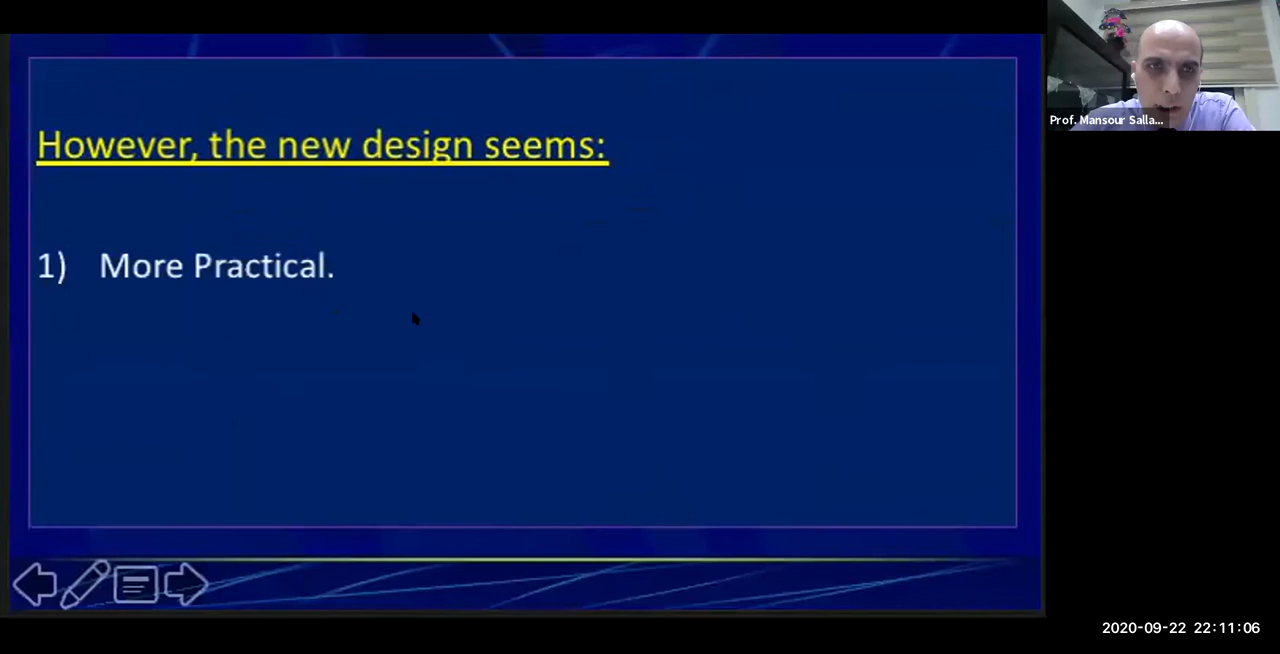 However, the new design seems:
1) More Practical.
Prof. Mansour Salla...
2020-09-22 22:11:06